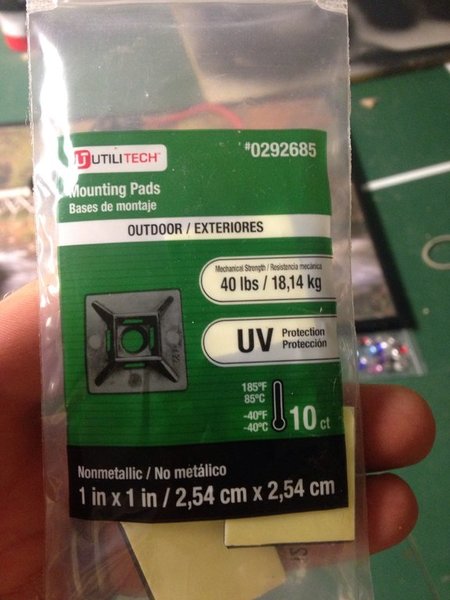 UT UTILITECH™
#0292685
Mounting Pads
Bases de montaje
OUTDOOR / EXTERIORES
Mechanical Strength / Resistencia mecánica
40 lbs / 18,14 kg
UV Protection
Protección
185°F
85°C
-40°F
-40°C
10 ct
Nonmetallic / No metálico
1 in x 1 in / 2,54 cm x 2,54 cm